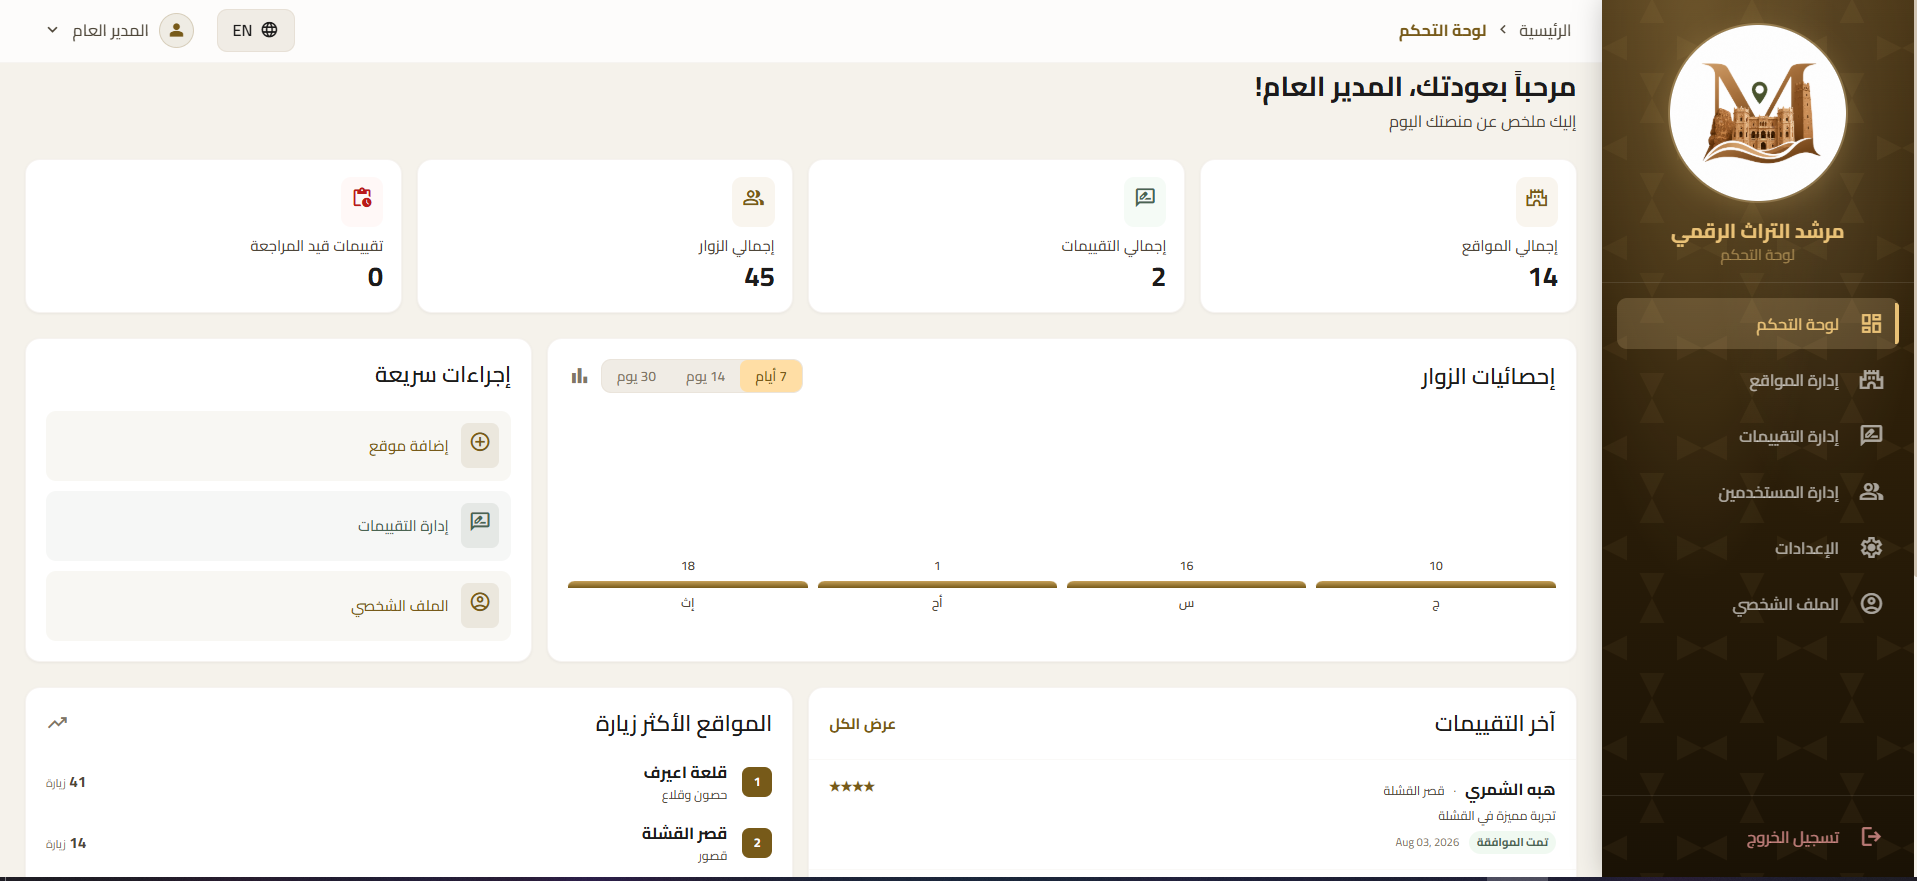 مرشد التراث الرقمي
لوحة التحكم
لوحة التحكم
إدارة المواقع
إدارة التقييمات
إدارة المستخدمين
الإعدادات
الملف الشخصي
تسجيل الخروج
الرئيسية › لوحة التحكم
EN
المدير العام
مرحباً بعودتك، المدير العام!
إليك ملخص عن منصتك اليوم
إجمالي المواقع
14
إجمالي التقييمات
2
إجمالي الزوار
45
تقييمات قيد المراجعة
0
إحصائيات الزوار
7 أيام
14 يوم
30 يوم
10
16
1
18
ج
س
أح
إث
إجراءات سريعة
إضافة موقع
إدارة التقييمات
الملف الشخصي
آخر التقييمات
عرض الكل
هبه الشمري · قصر القشلة
★★★★
تجربة مميزة في القشلة
تمت الموافقة Aug 03, 2026
المواقع الأكثر زيارة
1
قلعة اعيرف
حصون وقلاع
41 زيارة
2
قصر القشلة
قصور
14 زيارة